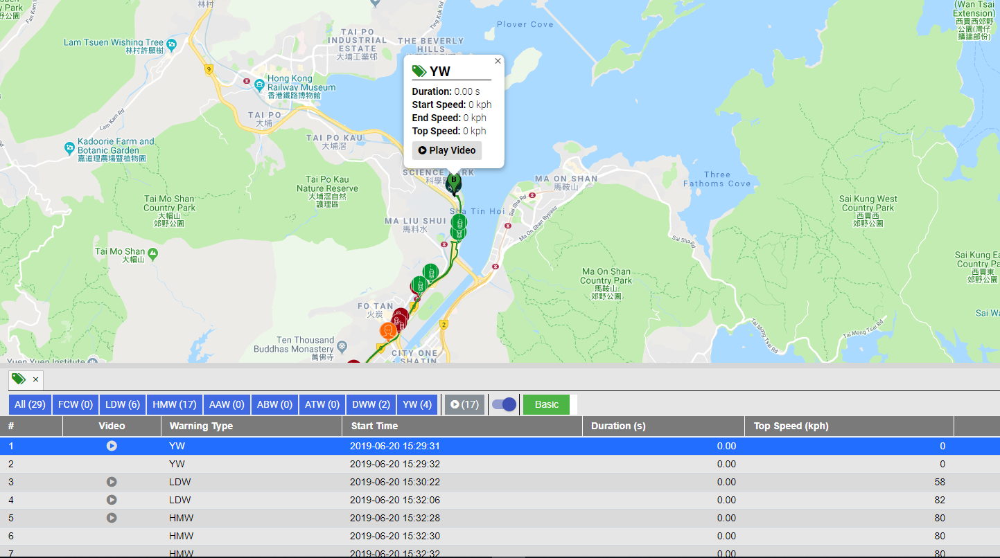 y Park
野公園
林村
Ting Kok Rd
Plover Cove
(Wan Tsai
Extension)
西貢西郊野
公園(灣仔
擴建部份)
Lam Tsuen Wishing Tree
林村許願樹
TAI PO
INDUSTRIAL
ESTATE
大埔工業邨
THE BEVERLY
HILLS
9
Hong Kong
Railway Museum
香港鐵路博物館
YW
Duration: 0.00 s
Start Speed: 0 kph
End Speed: 0 kph
Top Speed: 0 kph
Play Video
Lam Kam Rd
TAI PO
大埔
TAI PO KAU
大埔滘
Kadoorie Farm and
Botanic Garden
嘉道理農場暨植物園
SCIENCE PARK
科學園
B
MA ON SHAN
馬鞍山
Three
Fathoms Cove
Tai Po Kau
Nature Reserve
大埔滘自然
護理區
Tai Mo Shan
Country Park
大帽山
郊野公園
Sai Kung West
Country Park
西貢西
郊野公園
Sha Tin Hoi
Sai Sha Rd
Ma On Shan Bypass
MA LIU SHUI
馬料水
Sai Sha Rd
Tai Mo Shan
大帽山
Sai Kung Ea
Country Pa
西貢東
郊野公園
Ma On Shan
Country Park
馬鞍山
郊野公園
FO TAN
火炭
9
2
Sai Wa
Tai Mong Tsai Rd
Tai Mong Tsai Rd
Ten Thousand
Buddhas Monastery
萬佛寺
9
CITY ONE
SHATIN
Yuen Yuen Institute
All (29)
FCW (0)
LDW (6)
HMW (17)
AAW (0)
ABW (0)
ATW (0)
DWW (2)
YW (4)
(17)
Basic
# Video Warning Type Start Time Duration (s) Top Speed (kph)
1 YW 2019-06-20 15:29:31 0.00 0
2 YW 2019-06-20 15:29:32 0.00 0
3 LDW 2019-06-20 15:30:22 0.00 58
4 LDW 2019-06-20 15:32:06 0.00 82
5 HMW 2019-06-20 15:32:28 0.00 80
6 HMW 2019-06-20 15:32:30 0.00 80
7 HMW 2019-06-20 15:32:32 0.00 80